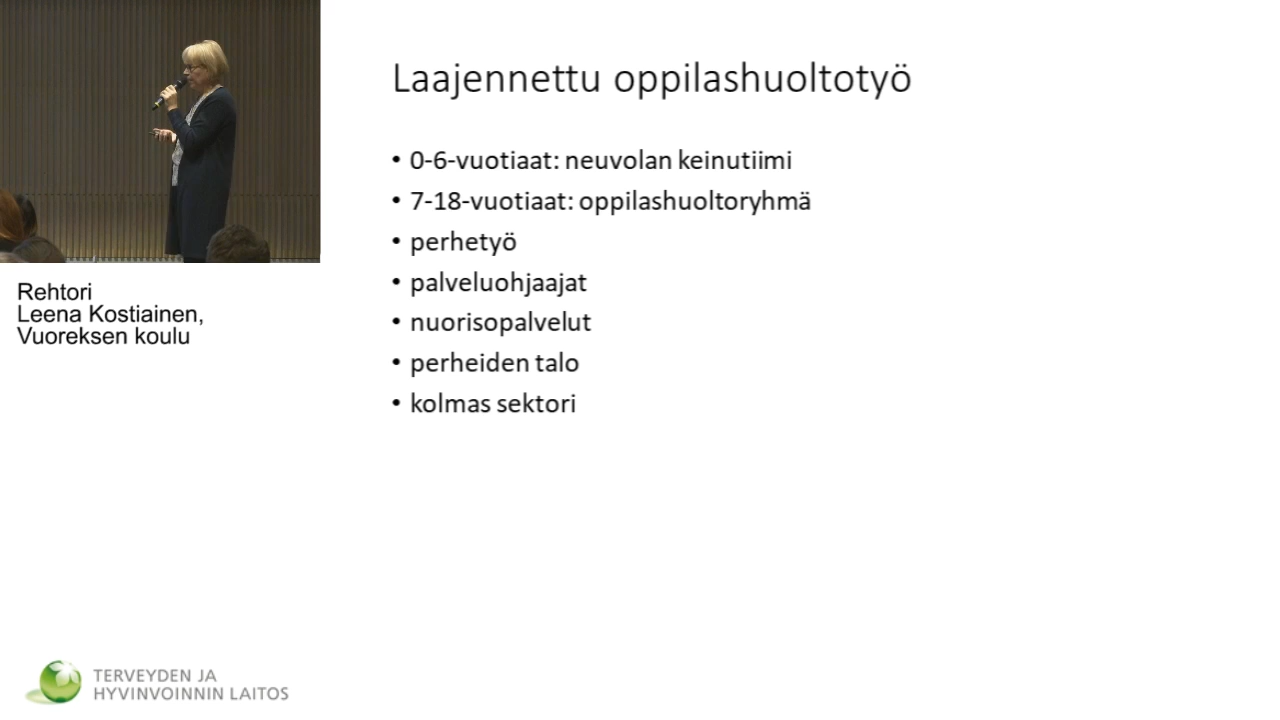 Laajennettu oppilashuoltotyö
• 0-6-vuotiaat: neuvolan keinutiimi
• 7-18-vuotiaat: oppilashuoltoryhmä
• perhetyö
• palveluohjaajat
• nuorisopalvelut
• perheiden talo
• kolmas sektori
Rehtori
Leena Kostiainen,
Vuoreksen koulu
TERVEYDEN JA
HYVINVOINNIN LAITOS